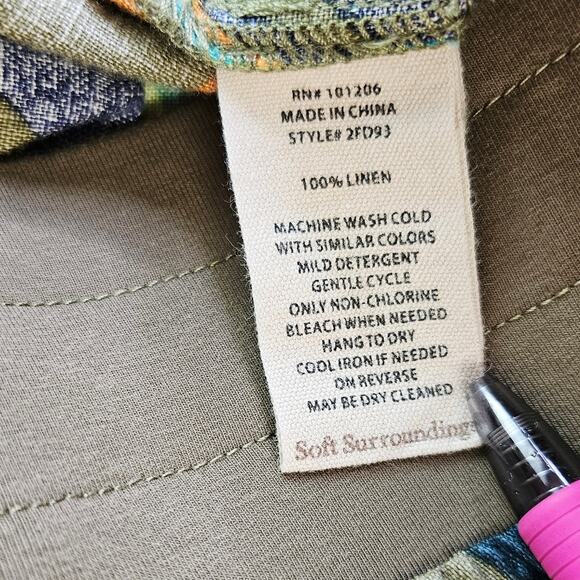 RN# 101206
MADE IN CHINA
STYLE# 2FD93
100% LINEN
MACHINE WASH COLD
WITH SIMILAR COLORS
MILD DETERGENT
GENTLE CYCLE
ONLY NON-CHLORINE
BLEACH WHEN NEEDED
HANG TO DRY
COOL IRON IF NEEDED
ON REVERSE
MAY BE DRY CLEANED
Soft Surroundings